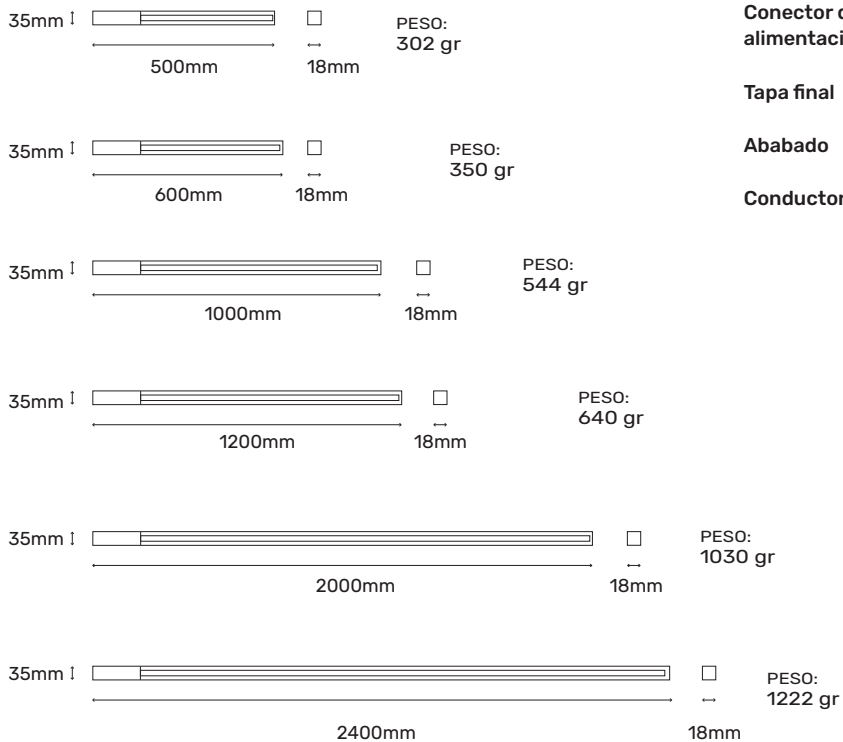 35mm
500mm
18mm
PESO:
302 gr
35mm
600mm
18mm
PESO:
350 gr
35mm
1000mm
18mm
PESO:
544 gr
35mm
1200mm
18mm
PESO:
640 gr
35mm
2000mm
18mm
PESO:
1030 gr
35mm
2400mm
18mm
PESO:
1222 gr
Conector
Tapa final
Ababado
Conductor